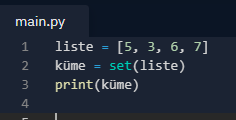 main.py
1 liste = [5, 3, 6, 7]
2 küme = set(liste)
3 print(küme)
4